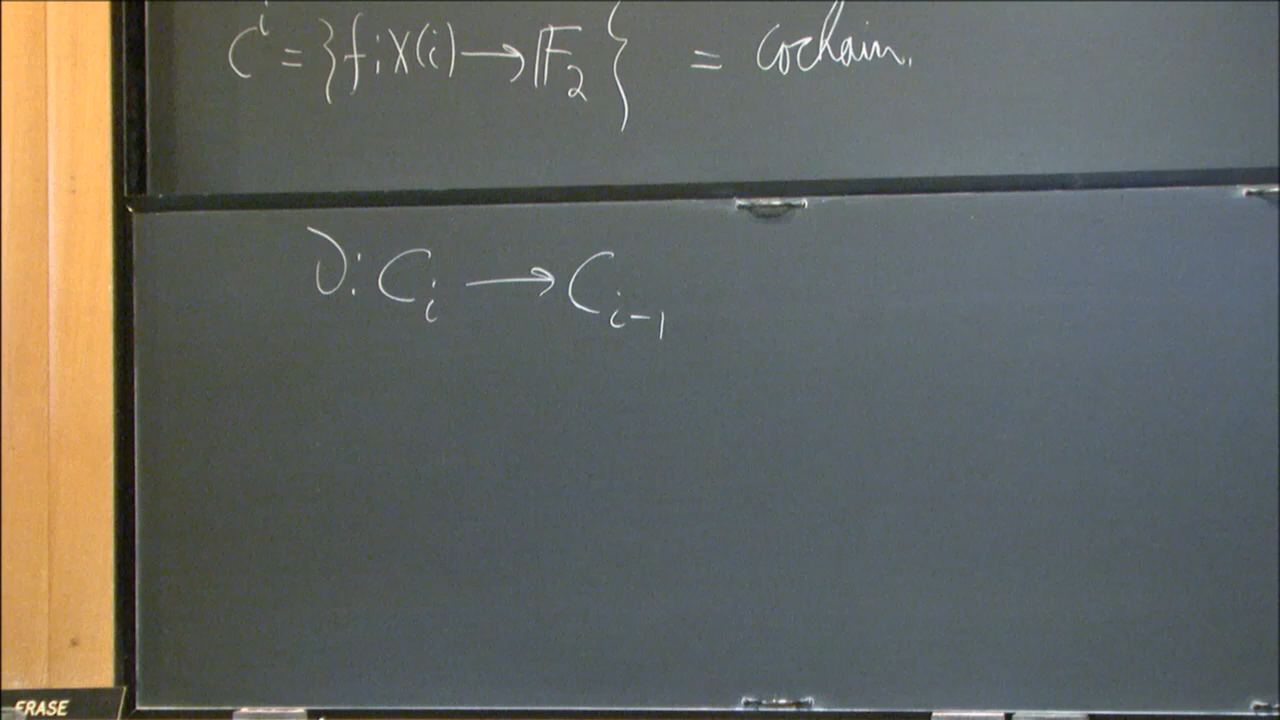 C^i = {f: X(i) → 𝔽_2} = cochain.
∂: C_i → C_{i-1}
ERASE